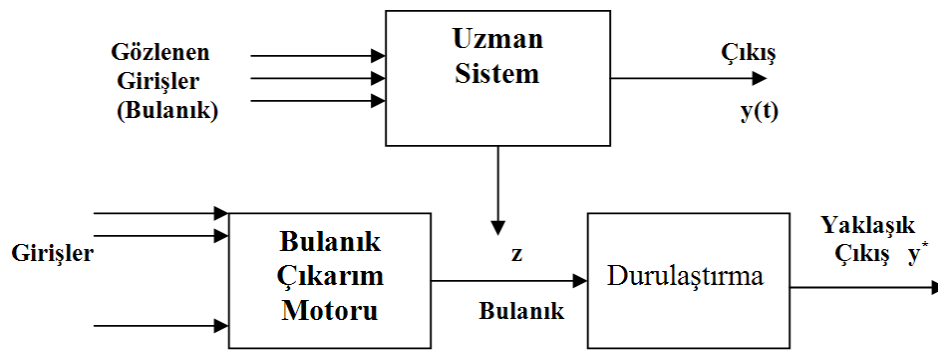 Gözlenen
Girişler
(Bulanık)
Uzman
Sistem
Çıkış
y(t)
Girişler
Bulanık
Çıkarım
Motoru
z
Bulanık
Durulaştırma
Yaklaşık
Çıkış y*